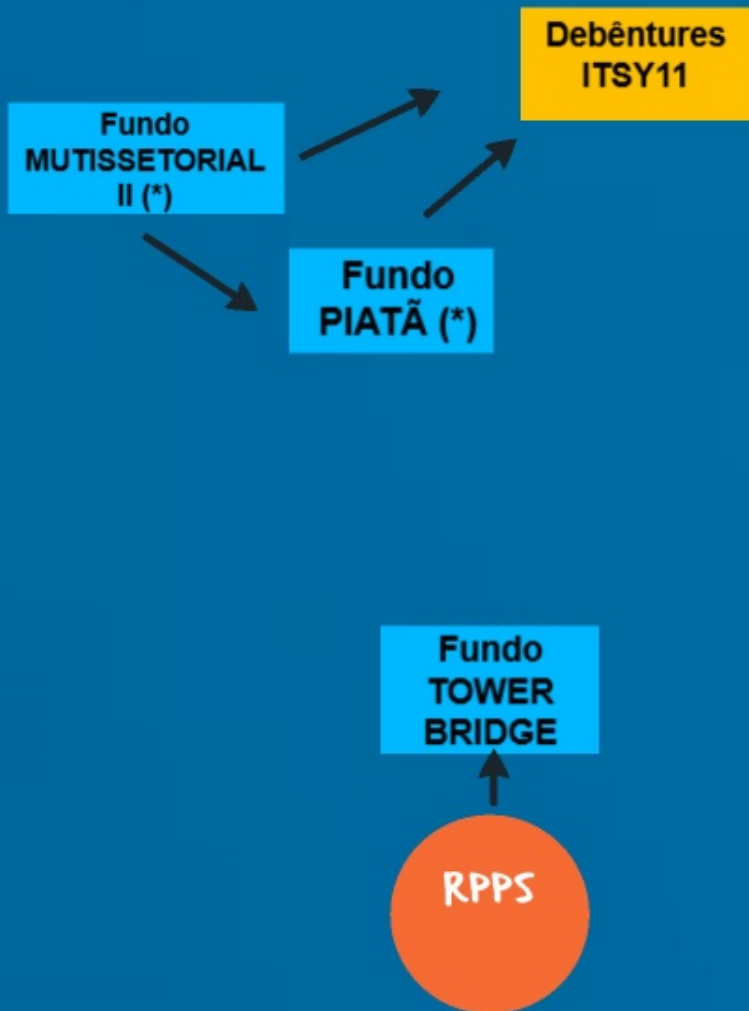 Debêntures
ITSY11
Fundo
MUTISSETORIAL
II (*)
Fundo
PIATÃ (*)
Fundo
TOWER
BRIDGE
RPPS